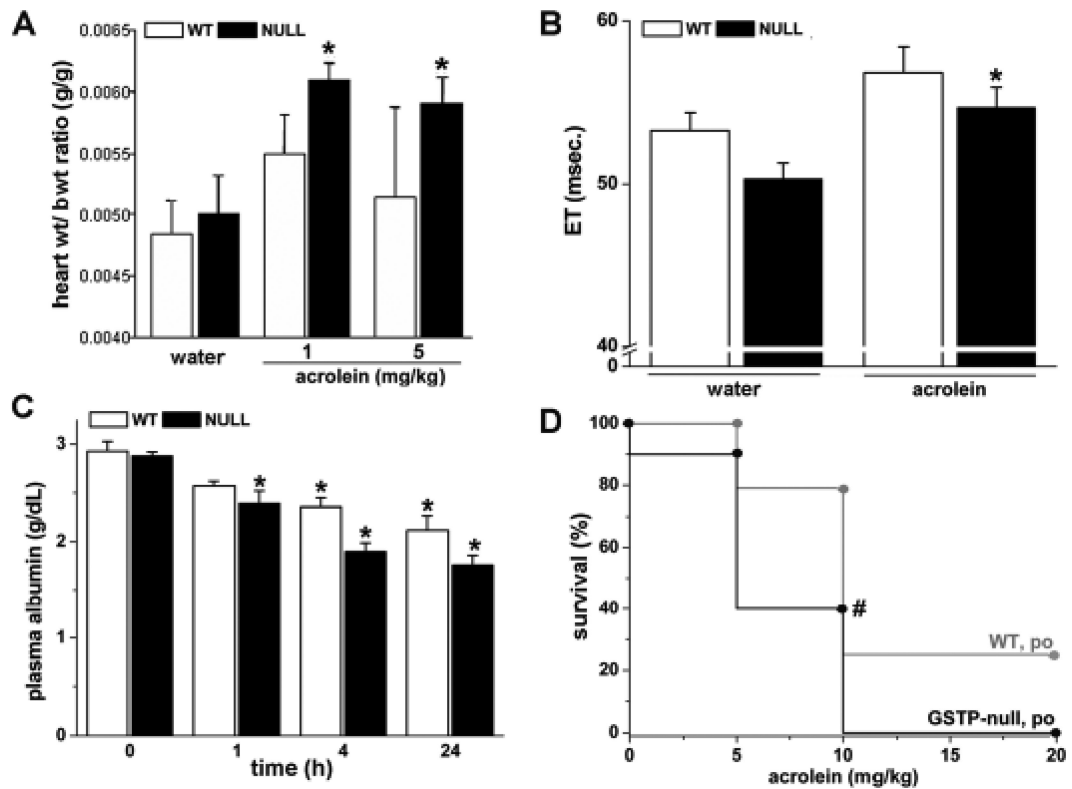 A
WT NULL
heart wt/ bwt ratio (g/g)
0.0065
0.0060
0.0055
0.0050
0.0045
0.0040
* *
water 1 5
acrolein (mg/kg)
B
WT NULL
ET (msec.)
60
50
40
0
*
water acrolein
C
WT NULL
plasma albumin (g/dL)
3
2
1
0
* * * * *
0 1 4 24
time (h)
D
survival (%)
100
80
60
40
20
0
#
WT, po
GSTP-null, po
0 5 10 15 20
acrolein (mg/kg)